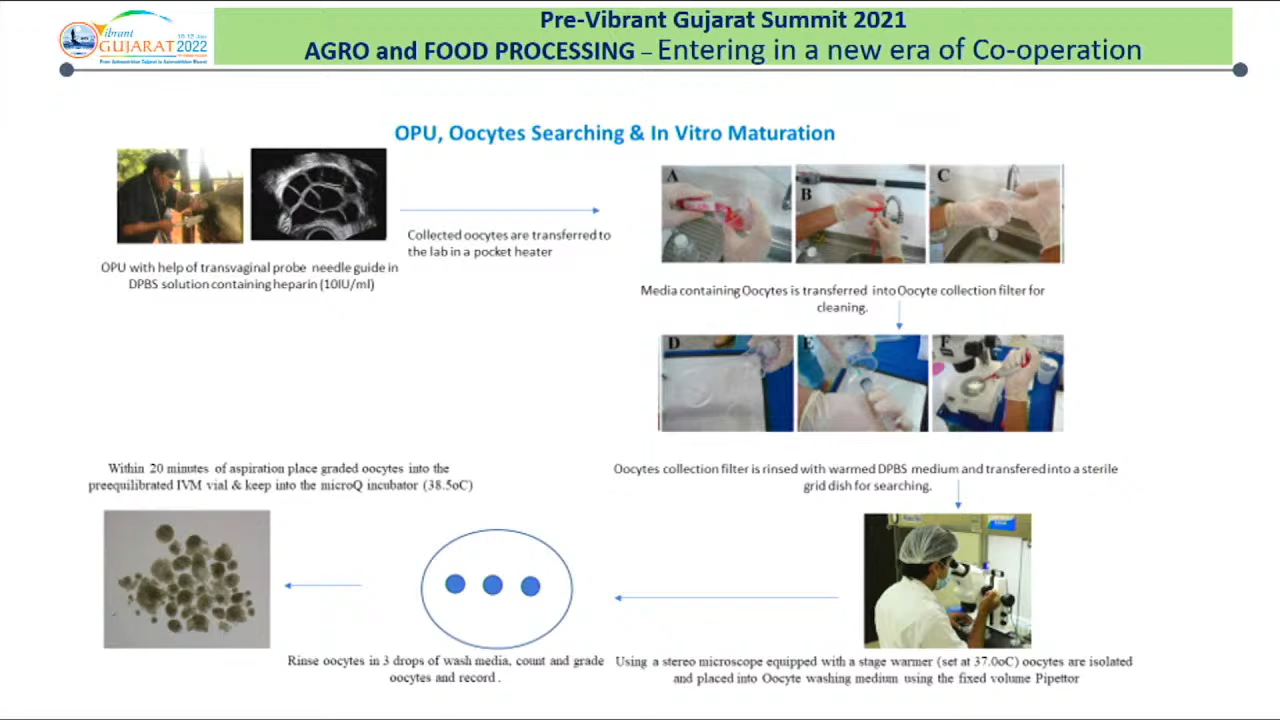 Vibrant
GUJARAT
2022
Pre-Vibrant Gujarat Summit 2021
AGRO and FOOD PROCESSING – Entering in a new era of Co-operation
OPU, Oocytes Searching & In Vitro Maturation
OPU with help of transvaginal probe needle guide in
DPBS solution containing heparin (10IU/ml)
Collected oocytes are transferred to
the lab in a pocket heater
A
B
C
Media containing Oocytes is transferred into Oocyte collection filter for
cleaning.
D
E
F
Oocytes collection filter is rinsed with warmed DPBS medium and transfered into a sterile
grid dish for searching.
Using a stereo microscope equipped with a stage warmer (set at 37.0oC) oocytes are isolated
and placed into Oocyte washing medium using the fixed volume Pipettor
Rinse oocytes in 3 drops of wash media, count and grade
oocytes and record .
Within 20 minutes of aspiration place graded oocytes into the
preequilibrated IVM vial & keep into the microQ incubator (38.5oC)